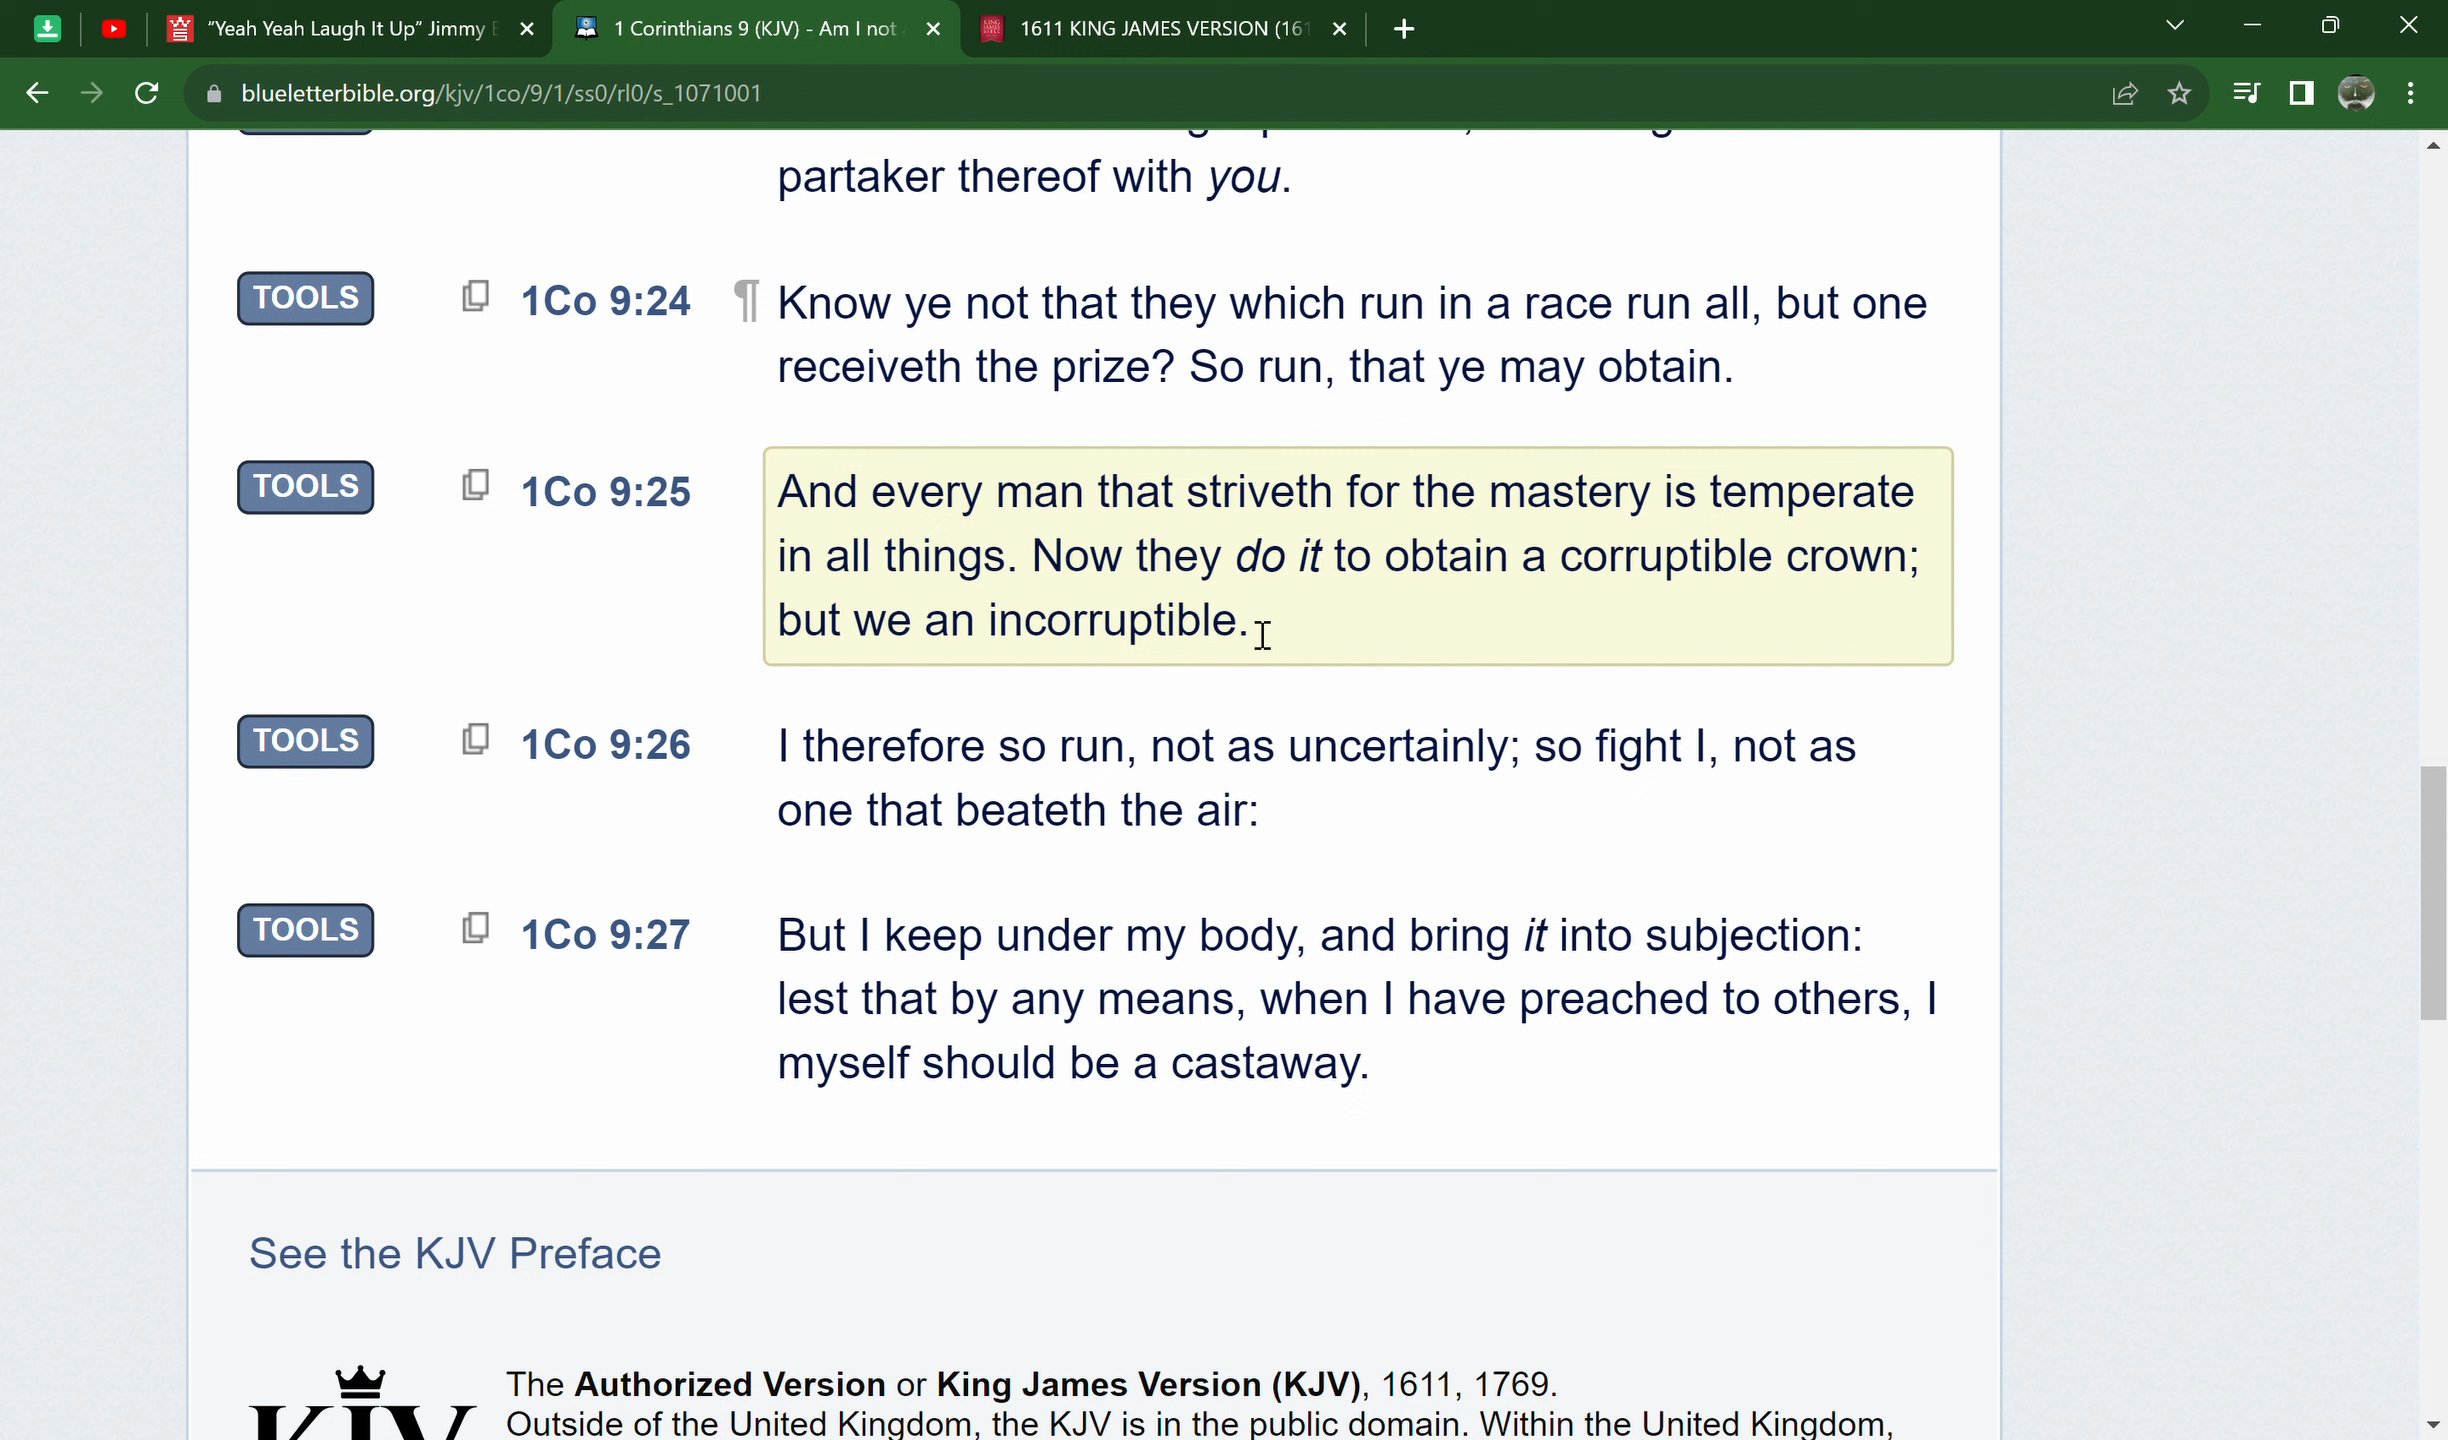 "Yeah Yeah Laugh It Up" Jimmy
1 Corinthians 9 (KJV) - Am I not
1611 KING JAMES VERSION (161
blueletterbible.org/kjv/1co/9/1/ss0/rl0/s_1071001
partaker thereof with you.
TOOLS 1Co 9:24 ¶ Know ye not that they which run in a race run all, but one
receiveth the prize? So run, that ye may obtain.
TOOLS 1Co 9:25 And every man that striveth for the mastery is temperate
in all things. Now they do it to obtain a corruptible crown;
but we an incorruptible.
TOOLS 1Co 9:26 I therefore so run, not as uncertainly; so fight I, not as
one that beateth the air:
TOOLS 1Co 9:27 But I keep under my body, and bring it into subjection:
lest that by any means, when I have preached to others, I
myself should be a castaway.
See the KJV Preface
KJV
The Authorized Version or King James Version (KJV), 1611, 1769.
Outside of the United Kingdom, the KJV is in the public domain. Within the United Kingdom,